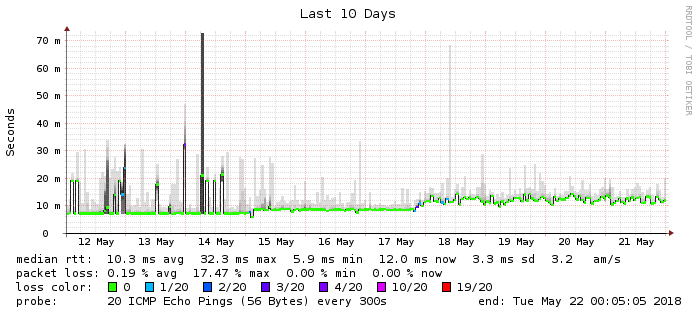 Last 10 Days
RRDTOOL / TOBI OETIKER
Seconds
70 m
60 m
50 m
40 m
30 m
20 m
10 m
0
12 May 13 May 14 May 15 May 16 May 17 May 18 May 19 May 20 May 21 May
median rtt: 10.3 ms avg 32.3 ms max 5.9 ms min 12.0 ms now 3.3 ms sd 3.2 am/s
packet loss: 0.19 % avg 17.47 % max 0.00 % min 0.00 % now
loss color: 0 1/20 2/20 3/20 4/20 10/20 19/20
probe: 20 ICMP Echo Pings (56 Bytes) every 300s end: Tue May 22 00:05:05 2018